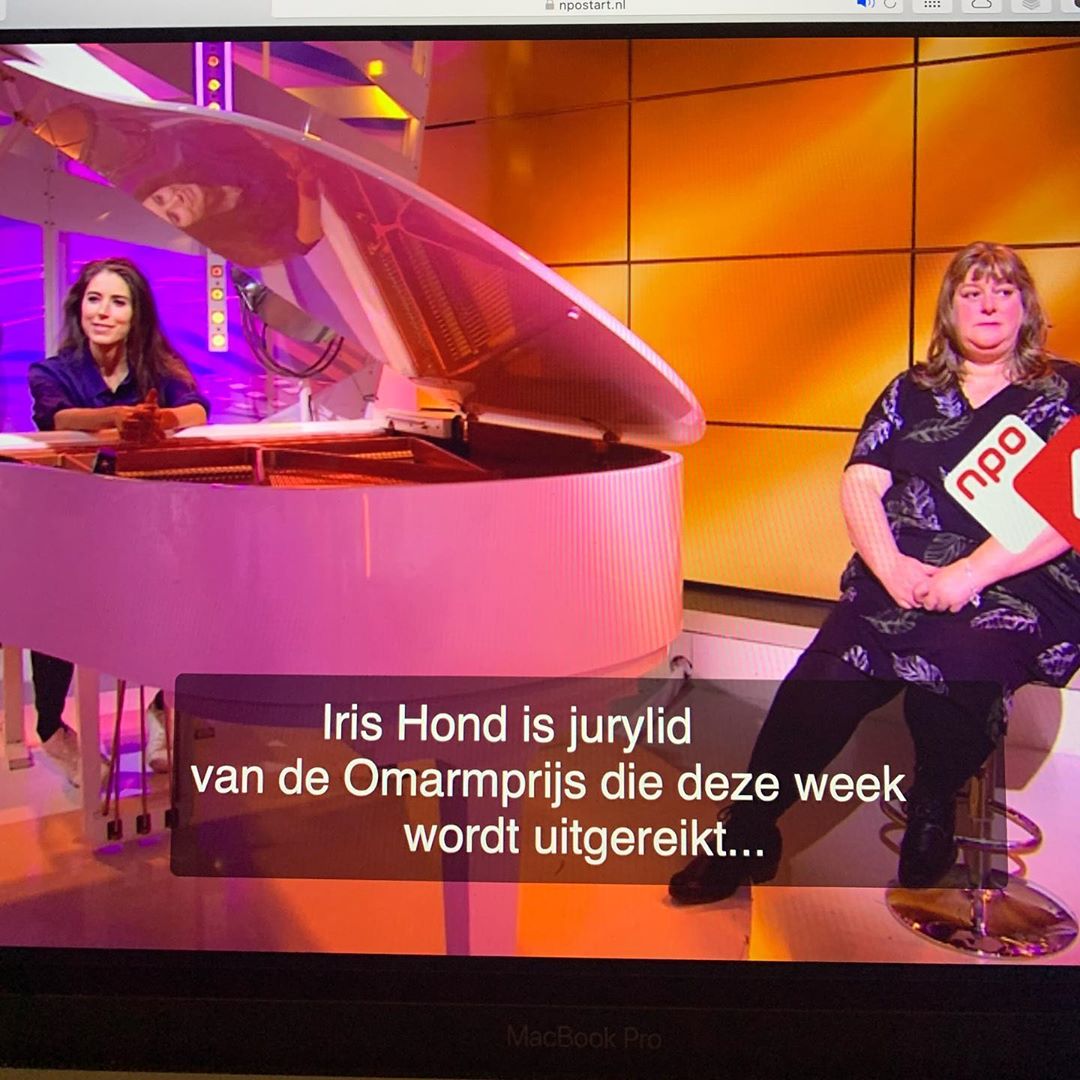 npostart.nl
npo
Iris Hond is jurylid
van de Omarmprijs die deze week
wordt uitgereikt...
MacBook Pro